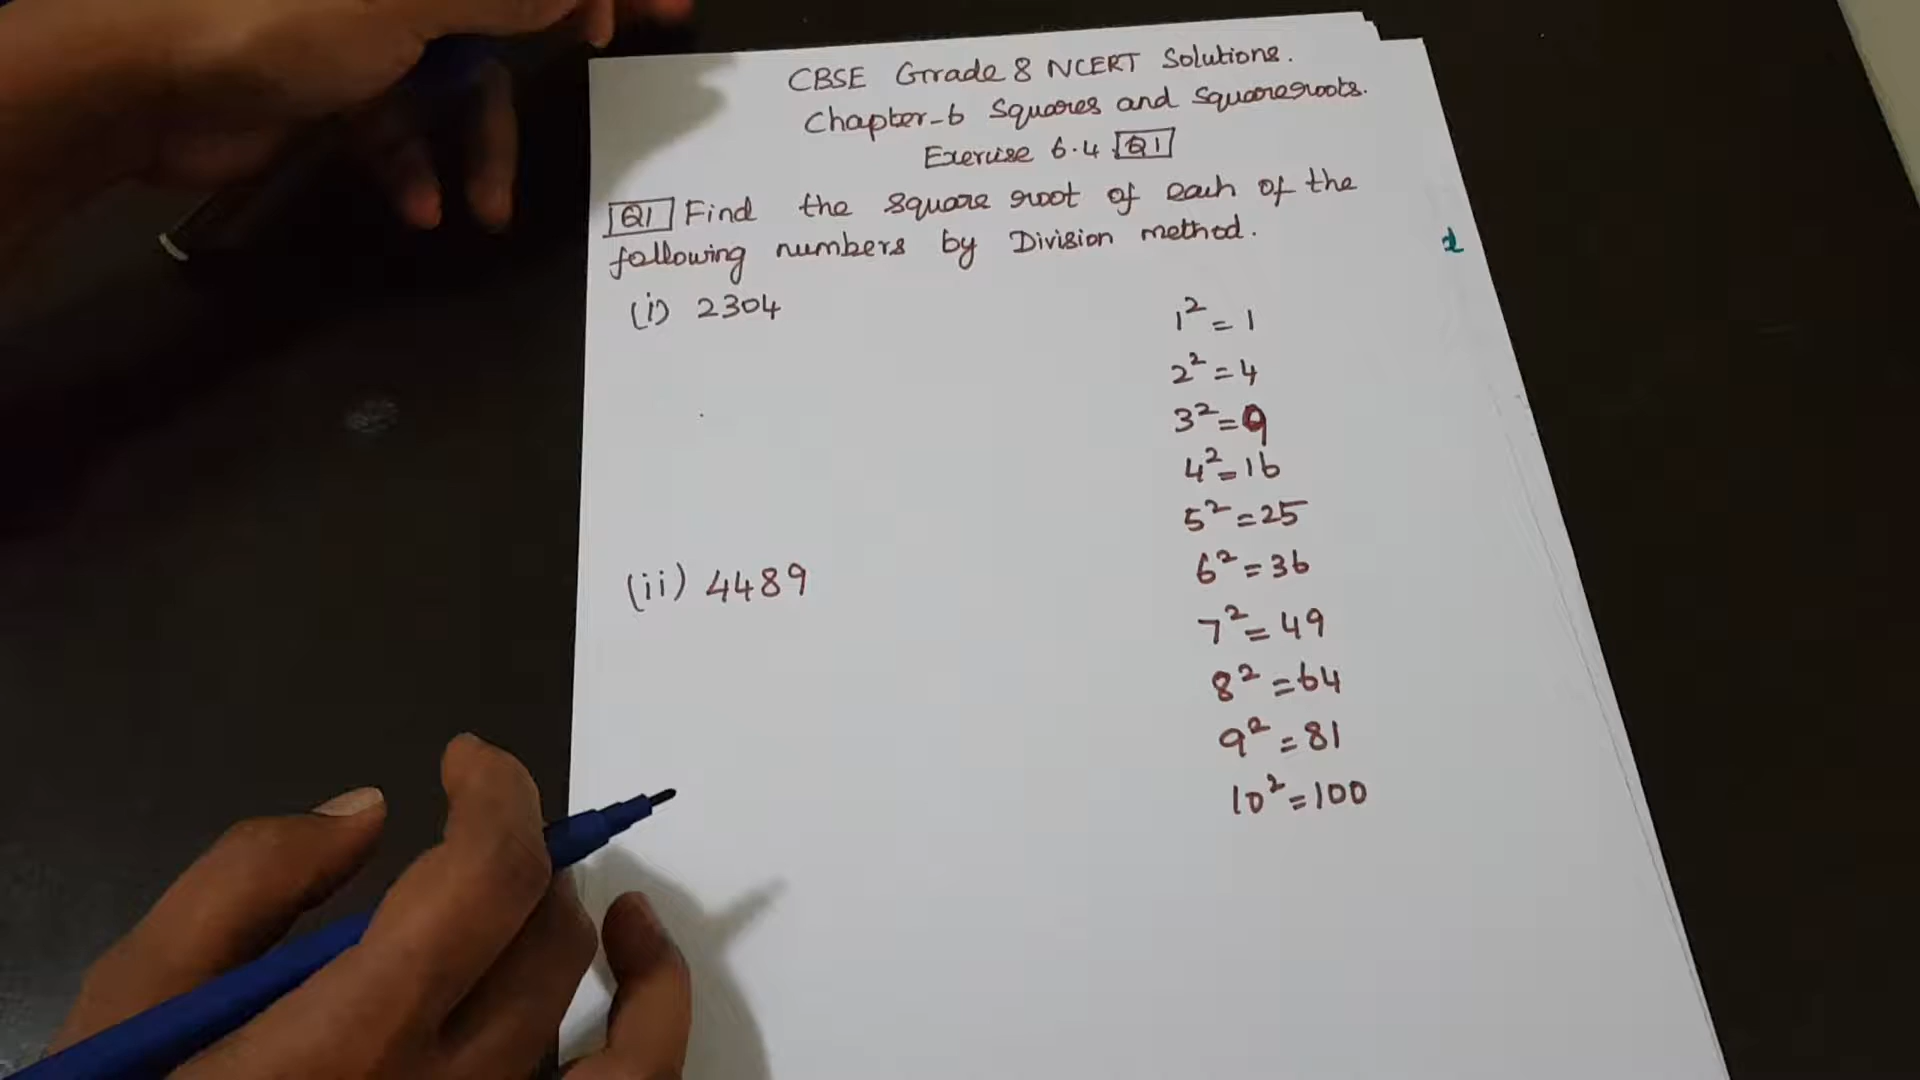 CBSE Grade 8 NCERT Solutions.
Chapter-6 Squares and Squareroots.
Exercise 6.4 Q1
Q1 Find the square root of each of the
following numbers by Division method.
(i) 2304
1² = 1
2² = 4
3² = 9
4² = 16
5² = 25
(ii) 4489
6² = 36
7² = 49
8² = 64
9² = 81
10² = 100